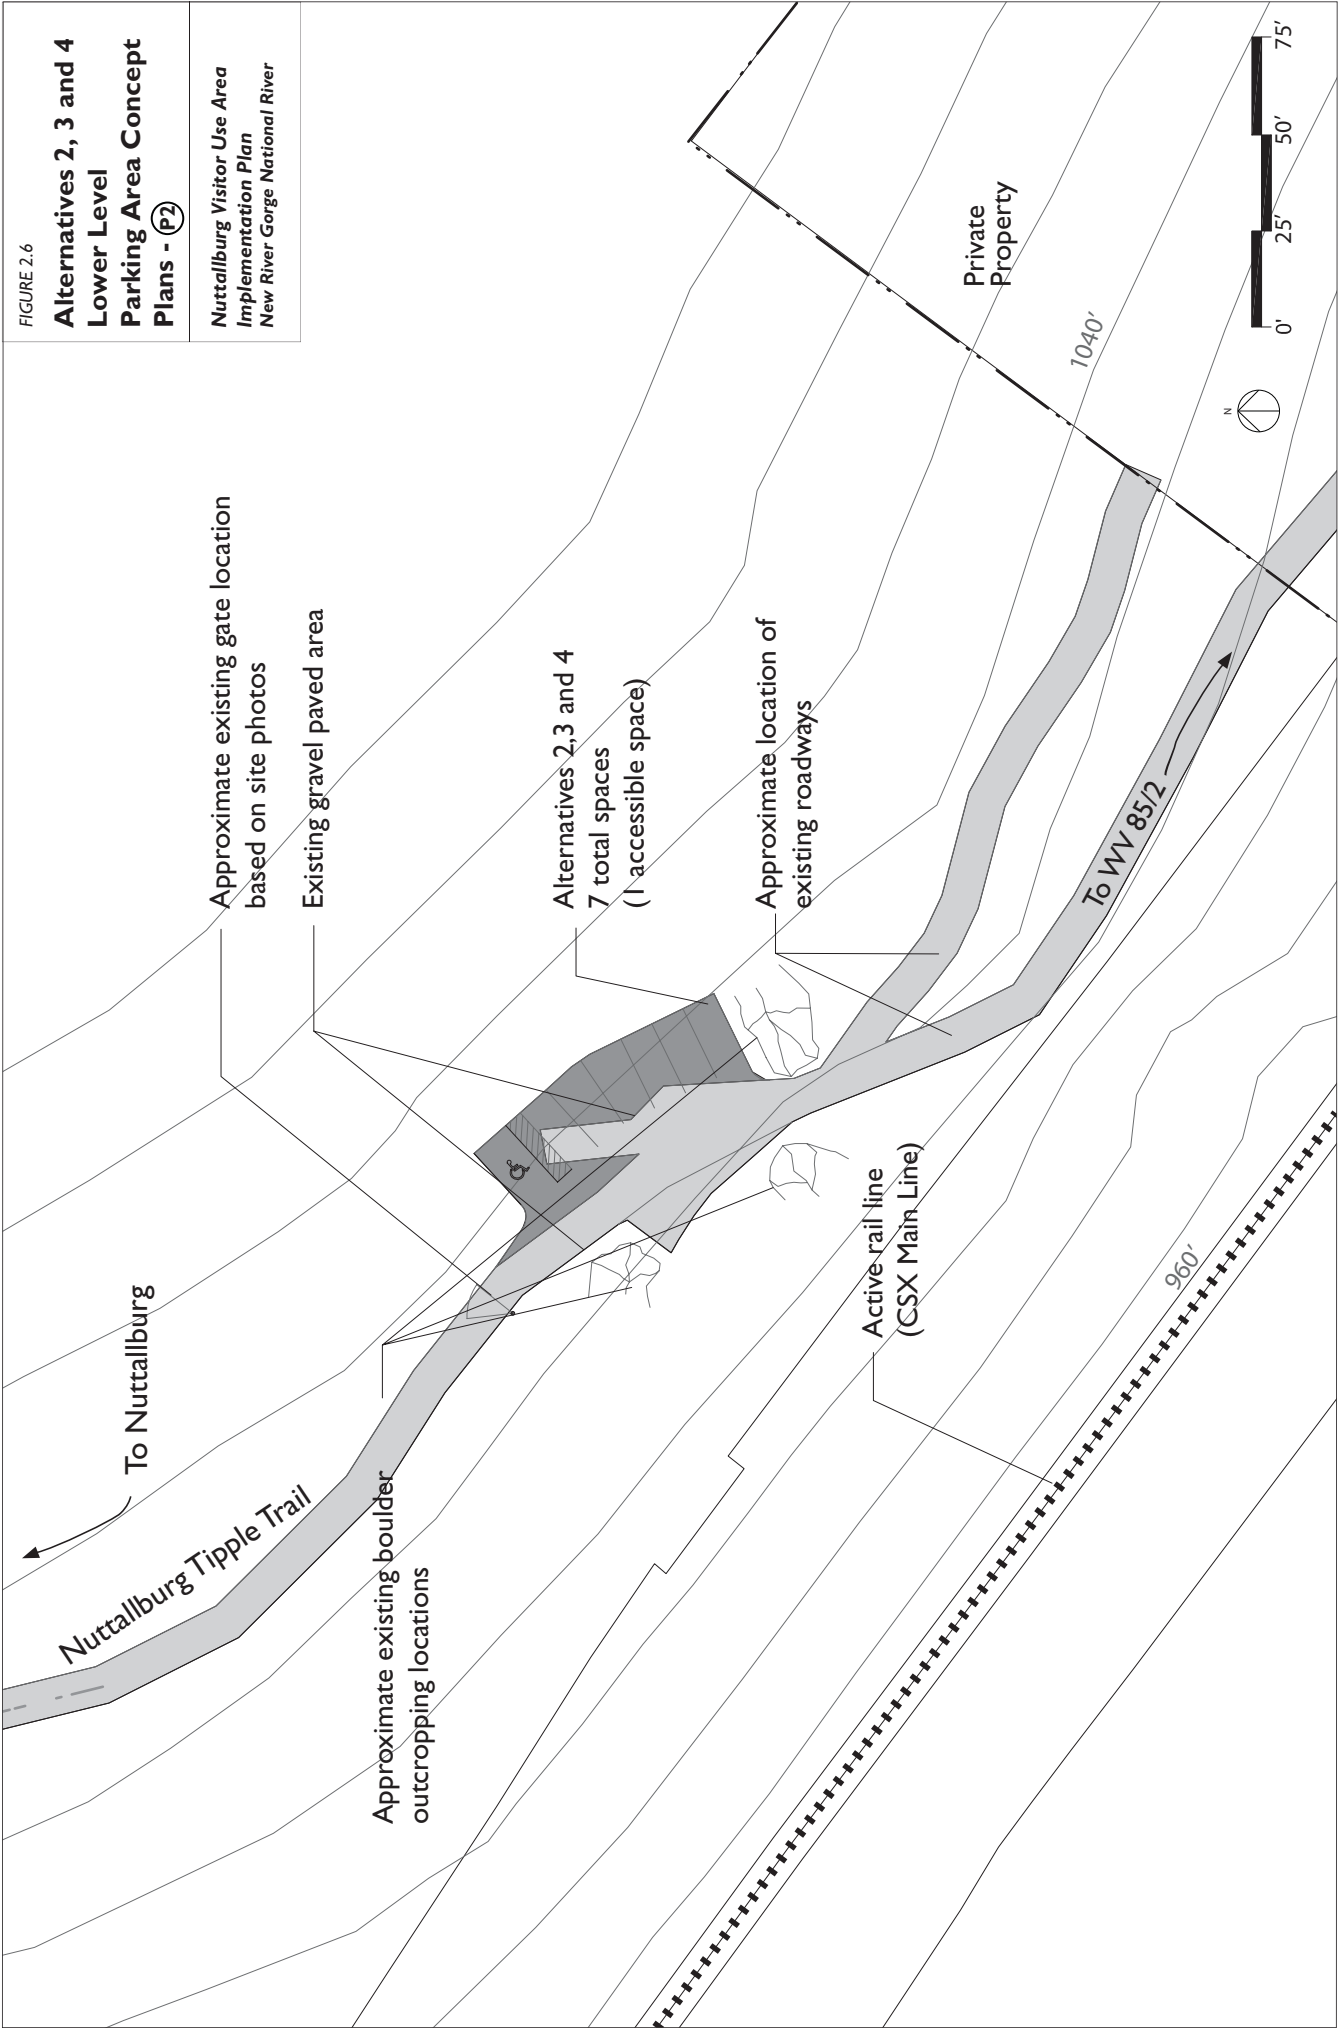 FIGURE 2.6
Alternatives 2, 3 and 4
Lower Level
Parking Area Concept
Plans - P2
Nuttallburg Visitor Use Area
Implementation Plan
New River Gorge National River
To Nuttallburg
Nuttallburg Tipple Trail
Approximate existing gate location
based on site photos
Existing gravel paved area
Approximate existing boulder
outcropping locations
Alternatives 2,3 and 4
7 total spaces
(1 accessible space)
Approximate location of
existing roadways
Active rail line
(CSX Main Line)
To WV 85/2
Private
Property
1040'
960'
N
0'
25'
50'
75'